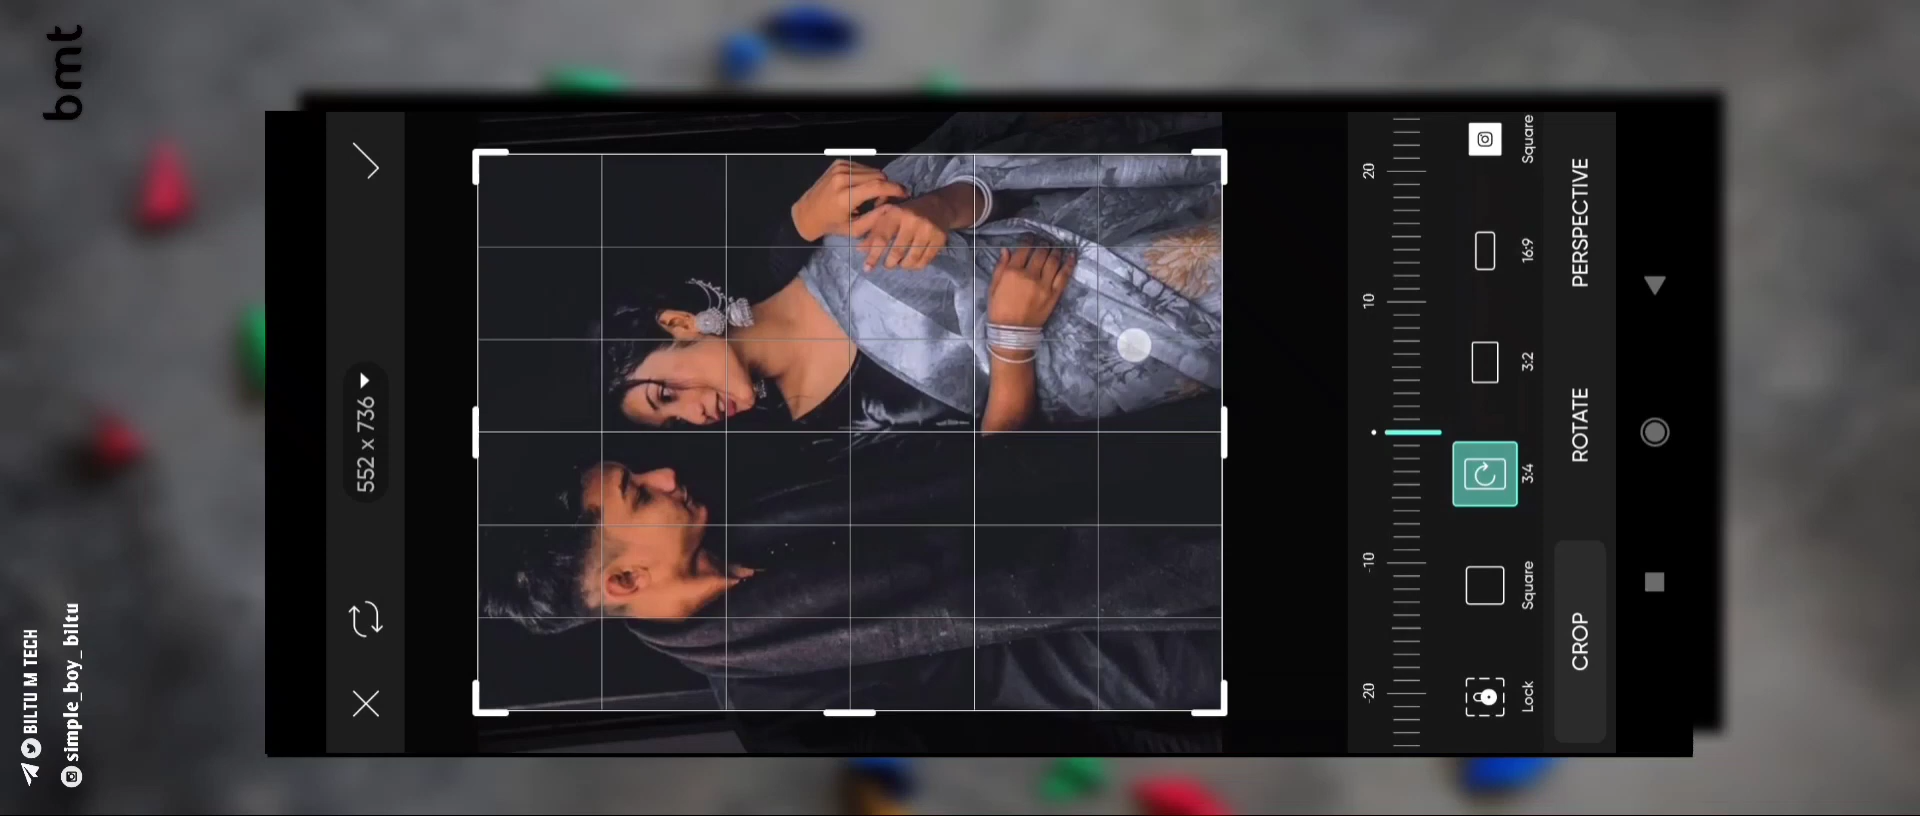 bmt
BILTU M TECH
simple_boy_biltu
552 x 736
20
10
-10
-20
Lock
Square
3:4
3:2
16:9
Square
CROP
ROTATE
PERSPECTIVE